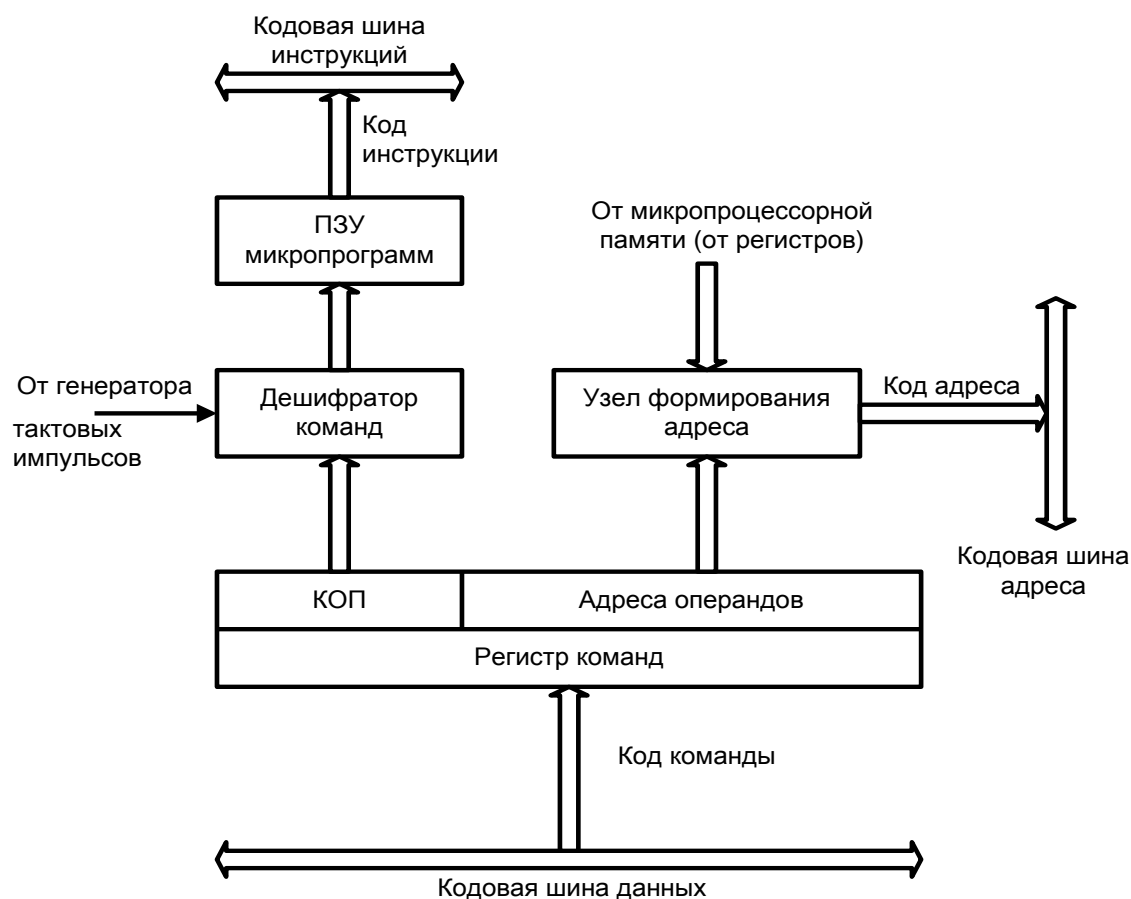 Кодовая шина
инструкций
Код
инструкции
ПЗУ
микропрограмм
От микропроцессорной
памяти (от регистров)
От генератора
тактовых
импульсов
Дешифратор
команд
Узел формирования
адреса
Код адреса
Кодовая шина
адреса
КОП
Адреса операндов
Регистр команд
Код команды
Кодовая шина данных